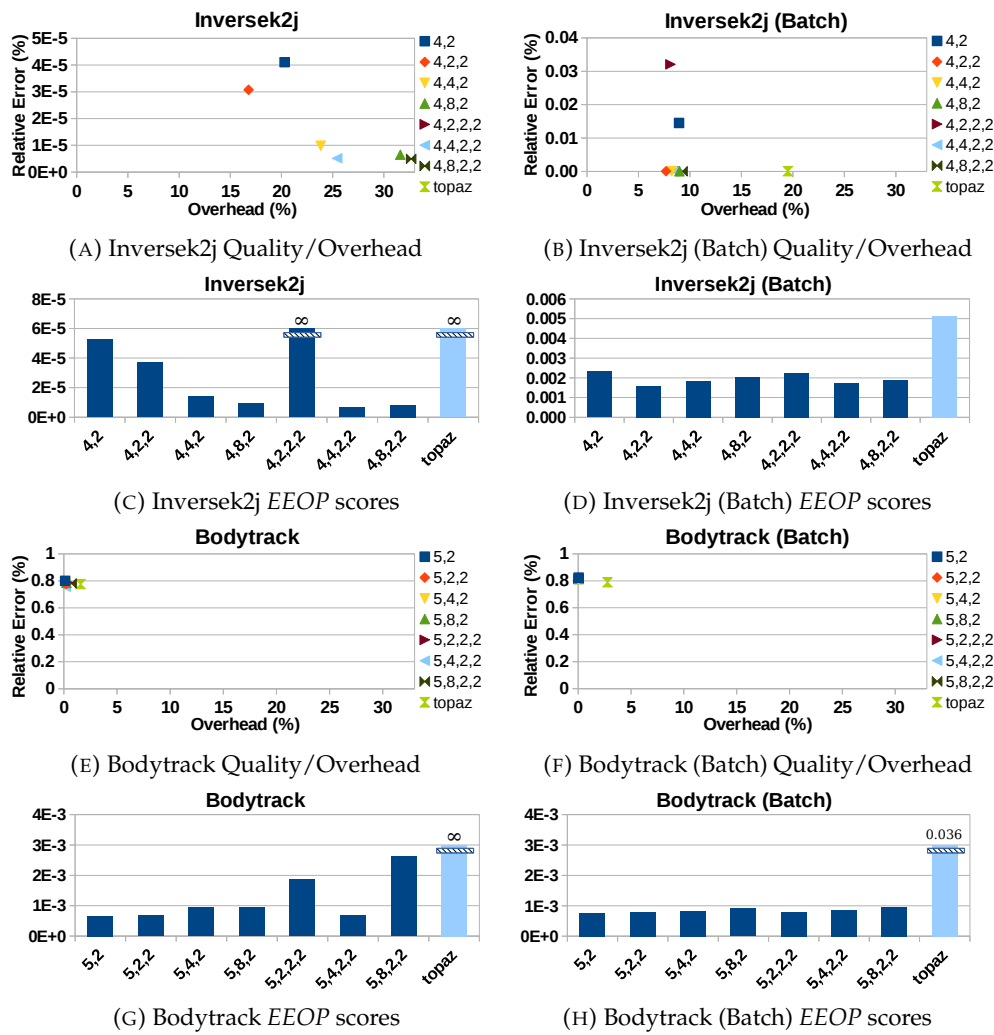 Inversek2j
Relative Error (%)
5E-5
4E-5
3E-5
2E-5
1E-5
0E+0
0 5 10 15 20 25 30
Overhead (%)
4,2
4,2,2
4,4,2
4,8,2
4,2,2,2
4,4,2,2
4,8,2,2
topaz
(A) Inversek2j Quality/Overhead
Inversek2j (Batch)
Relative Error (%)
0.04
0.03
0.02
0.01
0.00
0 5 10 15 20 25 30
Overhead (%)
4,2
4,2,2
4,4,2
4,8,2
4,2,2,2
4,4,2,2
4,8,2,2
topaz
(B) Inversek2j (Batch) Quality/Overhead
Inversek2j
8E-5
6E-5
4E-5
2E-5
0E+0
∞ ∞
4,2 4,2,2 4,4,2 4,8,2 4,2,2,2 4,4,2,2 4,8,2,2 topaz
(C) Inversek2j EEOP scores
Inversek2j (Batch)
0.006
0.005
0.004
0.003
0.002
0.001
0.000
4,2 4,2,2 4,4,2 4,8,2 4,2,2,2 4,4,2,2 4,8,2,2 topaz
(D) Inversek2j (Batch) EEOP scores
Bodytrack
Relative Error (%)
1
0.8
0.6
0.4
0.2
0
0 5 10 15 20 25 30
Overhead (%)
5,2
5,2,2
5,4,2
5,8,2
5,2,2,2
5,4,2,2
5,8,2,2
topaz
(E) Bodytrack Quality/Overhead
Bodytrack (Batch)
Relative Error (%)
1
0.8
0.6
0.4
0.2
0
0 5 10 15 20 25 30
Overhead (%)
5,2
5,2,2
5,4,2
5,8,2
5,2,2,2
5,4,2,2
5,8,2,2
topaz
(F) Bodytrack (Batch) Quality/Overhead
Bodytrack
4E-3
3E-3
2E-3
1E-3
0E+0
∞
5,2 5,2,2 5,4,2 5,8,2 5,2,2,2 5,4,2,2 5,8,2,2 topaz
(G) Bodytrack EEOP scores
Bodytrack (Batch)
4E-3
3E-3
2E-3
1E-3
0E+0
0.036
5,2 5,2,2 5,4,2 5,8,2 5,2,2,2 5,4,2,2 5,8,2,2 topaz
(H) Bodytrack (Batch) EEOP scores